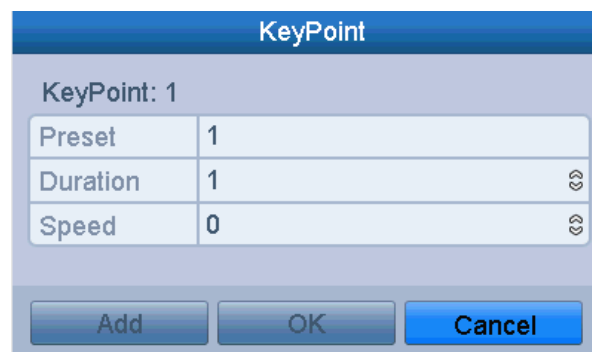 KeyPoint
KeyPoint: 1
Preset 1
Duration 1
Speed 0
Add OK Cancel